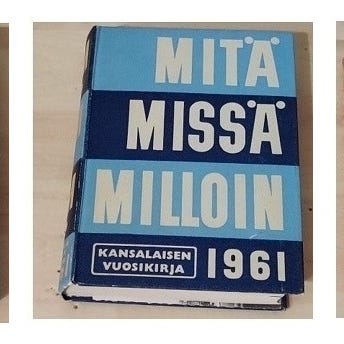 MITÄ
MISSÄ
MILLOIN
KANSALAISEN
VUOSIKIRJA
1961